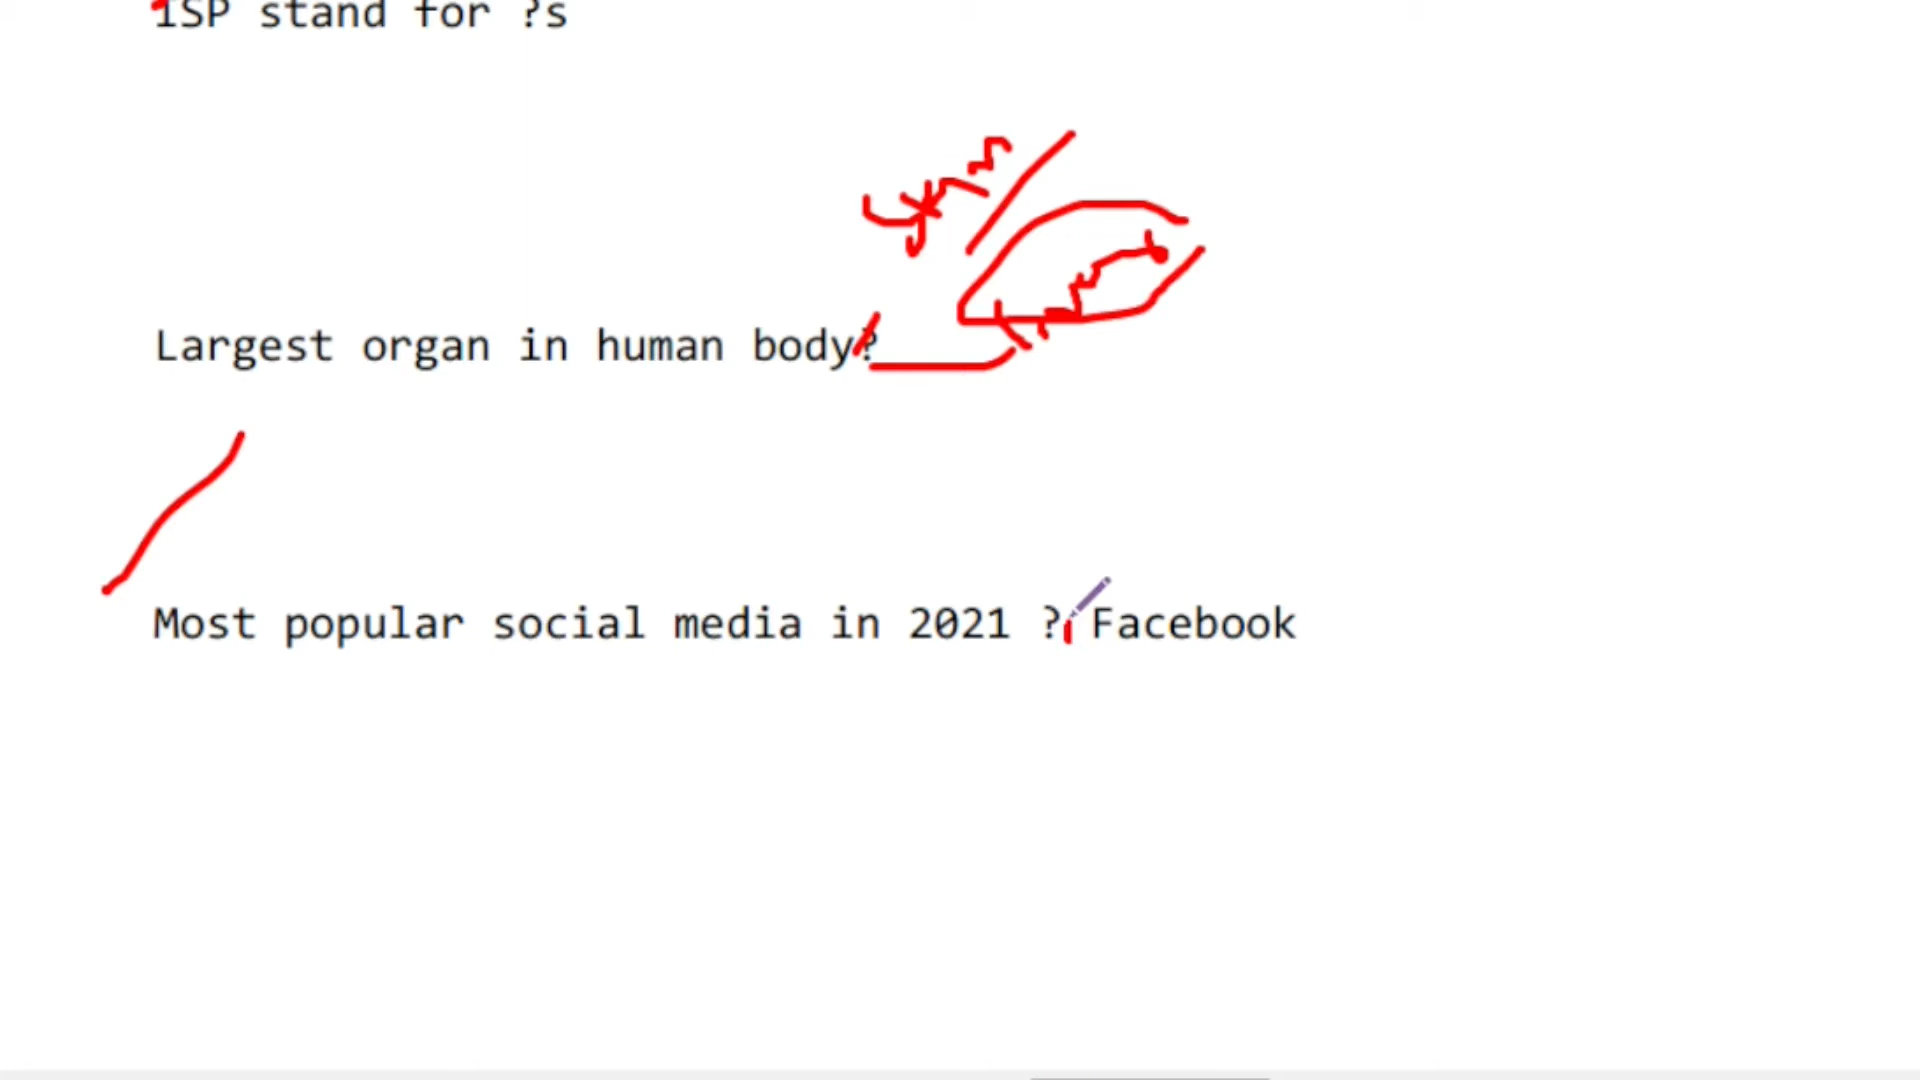 ISP stand for ?s
Largest organ in human body?
Most popular social media in 2021 ? Facebook